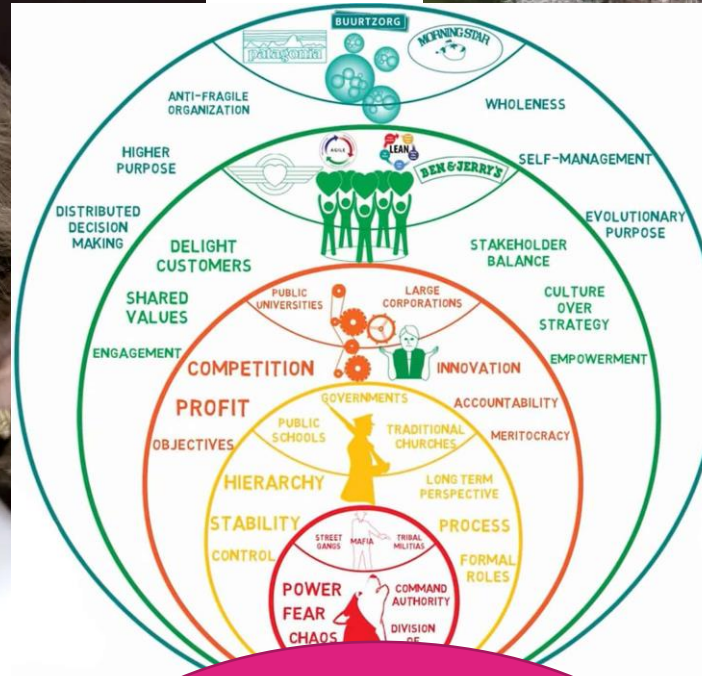 BUURTZORG
patagonia
MORNING STAR
ANTI-FRAGILE
ORGANIZATION
WHOLENESS
HIGHER
PURPOSE
SELF-MANAGEMENT
DISTRIBUTED
DECISION
MAKING
EVOLUTIONARY
PURPOSE
AGILE
LEAN
BEN & JERRY'S
DELIGHT
CUSTOMERS
STAKEHOLDER
BALANCE
SHARED
VALUES
CULTURE
OVER
STRATEGY
ENGAGEMENT
EMPOWERMENT
PUBLIC
UNIVERSITIES
LARGE
CORPORATIONS
COMPETITION
INNOVATION
PROFIT
ACCOUNTABILITY
OBJECTIVES
MERITOCRACY
GOVERNMENTS
PUBLIC
SCHOOLS
TRADITIONAL
CHURCHES
HIERARCHY
LONG TERM
PERSPECTIVE
STABILITY
PROCESS
CONTROL
FORMAL
ROLES
STREET
GANGS
MAFIA
TRIBAL
MILITIAS
POWER
FEAR
CHAOS
COMMAND
AUTHORITY
DIVISION
OF